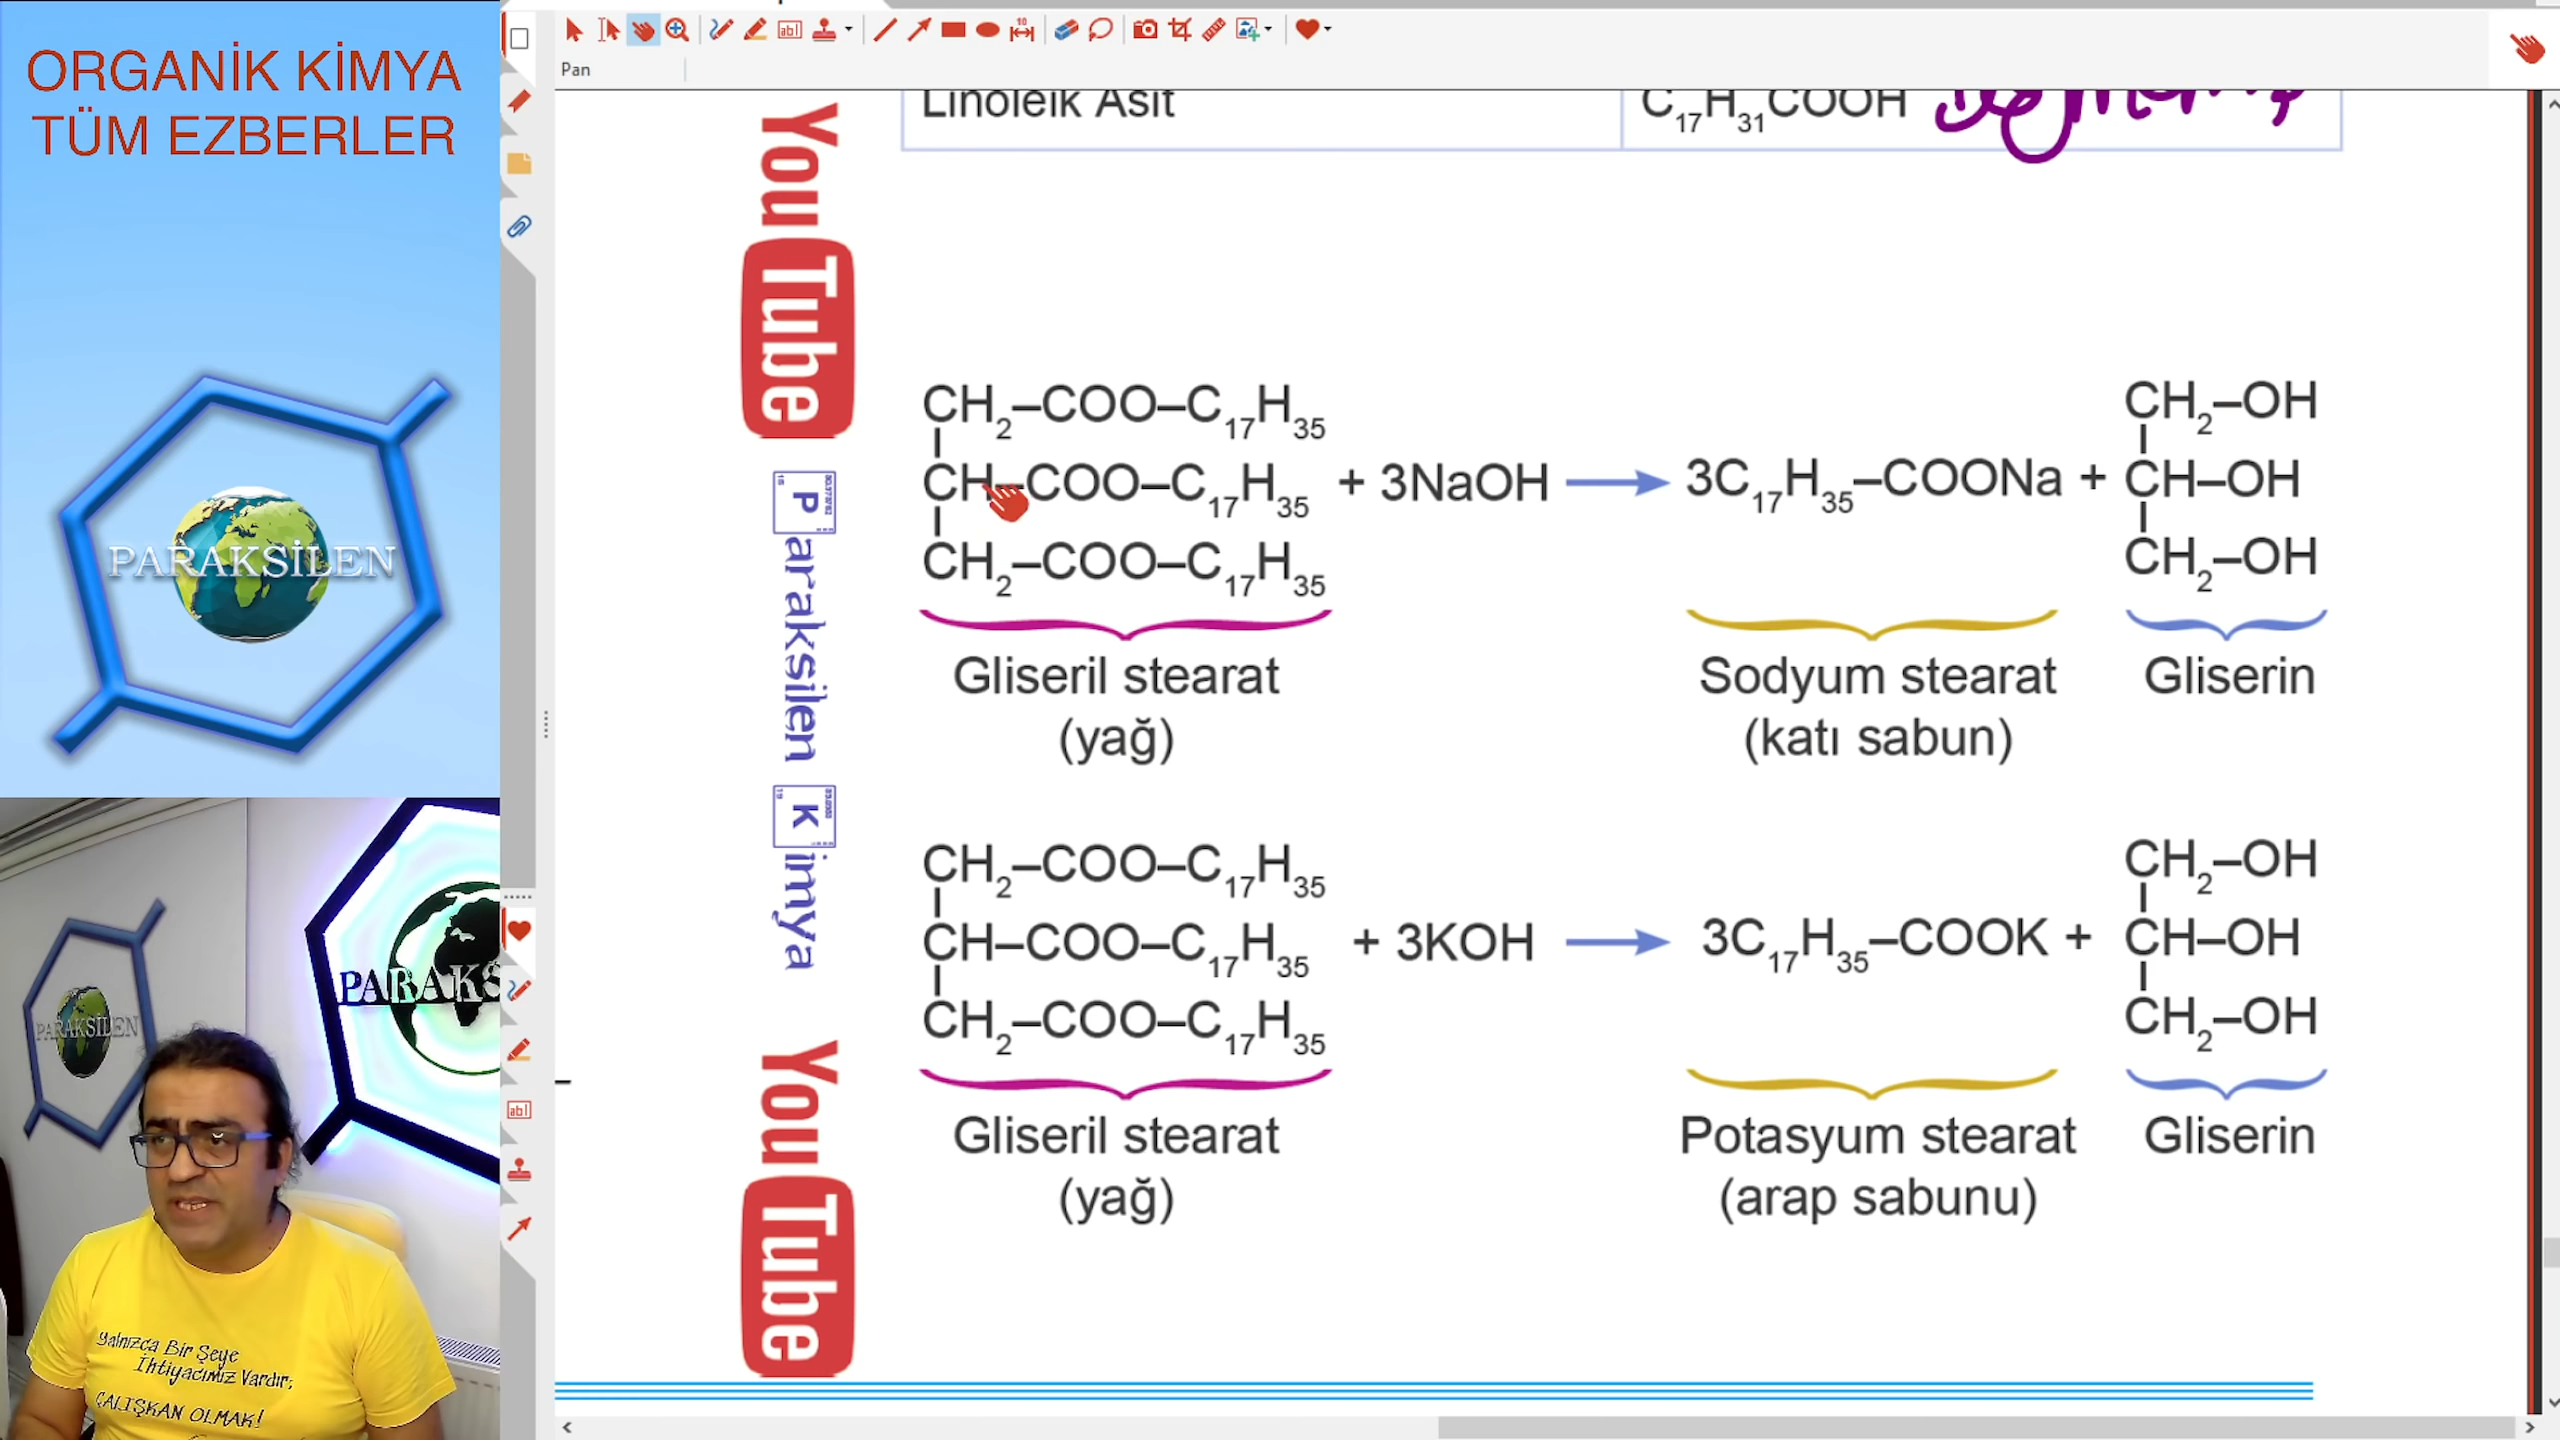 ORGANİK KİMYA
TÜM EZBERLER
PARAKSİLEN
PARAKSİLEN
PARAKS
Yalnızca Bir Şeye
İhtiyacımız Vardır;
ÇALIŞKAN OLMAK!
Pan
Linoleik Asit
C17H31COOH
YouTube
Paraksilen Kimya
YouTube
CH2–COO–C17H35
CH–COO–C17H35 + 3NaOH → 3C17H35–COONa + CH–OH
CH2–COO–C17H35
CH2–OH
CH2–OH
Gliseril stearat
(yağ)
Sodyum stearat
(katı sabun)
Gliserin
CH2–COO–C17H35
CH–COO–C17H35 + 3KOH → 3C17H35–COOK + CH–OH
CH2–COO–C17H35
CH2–OH
CH2–OH
Gliseril stearat
(yağ)
Potasyum stearat
(arap sabunu)
Gliserin